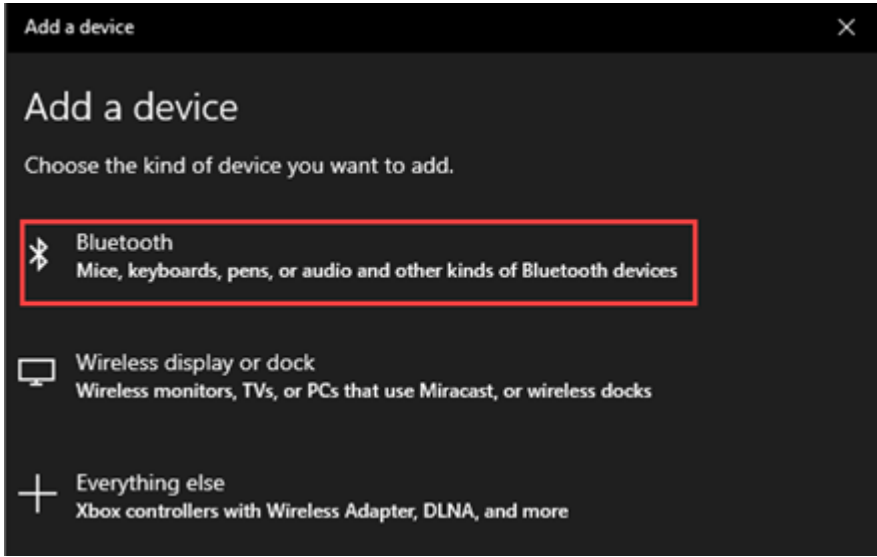 Add a device
Add a device
Choose the kind of device you want to add.
Bluetooth
Mice, keyboards, pens, or audio and other kinds of Bluetooth devices
Wireless display or dock
Wireless monitors, TVs, or PCs that use Miracast, or wireless docks
Everything else
Xbox controllers with Wireless Adapter, DLNA, and more